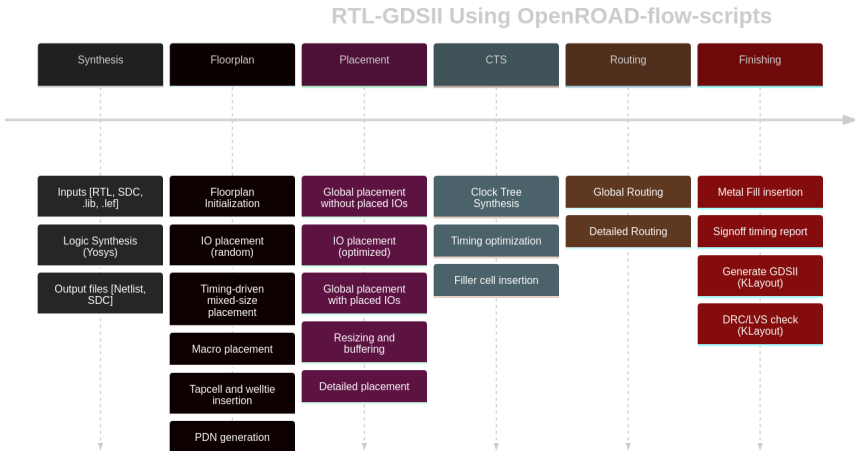 RTL-GDSII Using OpenROAD-flow-scripts
Synthesis
Floorplan
Placement
CTS
Routing
Finishing
Inputs [RTL, SDC,
.lib, .lef]
Logic Synthesis
(Yosys)
Output files [Netlist,
SDC]
Floorplan
Initialization
IO placement
(random)
Timing-driven
mixed-size
placement
Macro placement
Tapcell and welltie
insertion
PDN generation
Global placement
without placed IOs
IO placement
(optimized)
Global placement
with placed IOs
Resizing and
buffering
Detailed placement
Clock Tree
Synthesis
Timing optimization
Filler cell insertion
Global Routing
Detailed Routing
Metal Fill insertion
Signoff timing report
Generate GDSII
(KLayout)
DRC/LVS check
(KLayout)